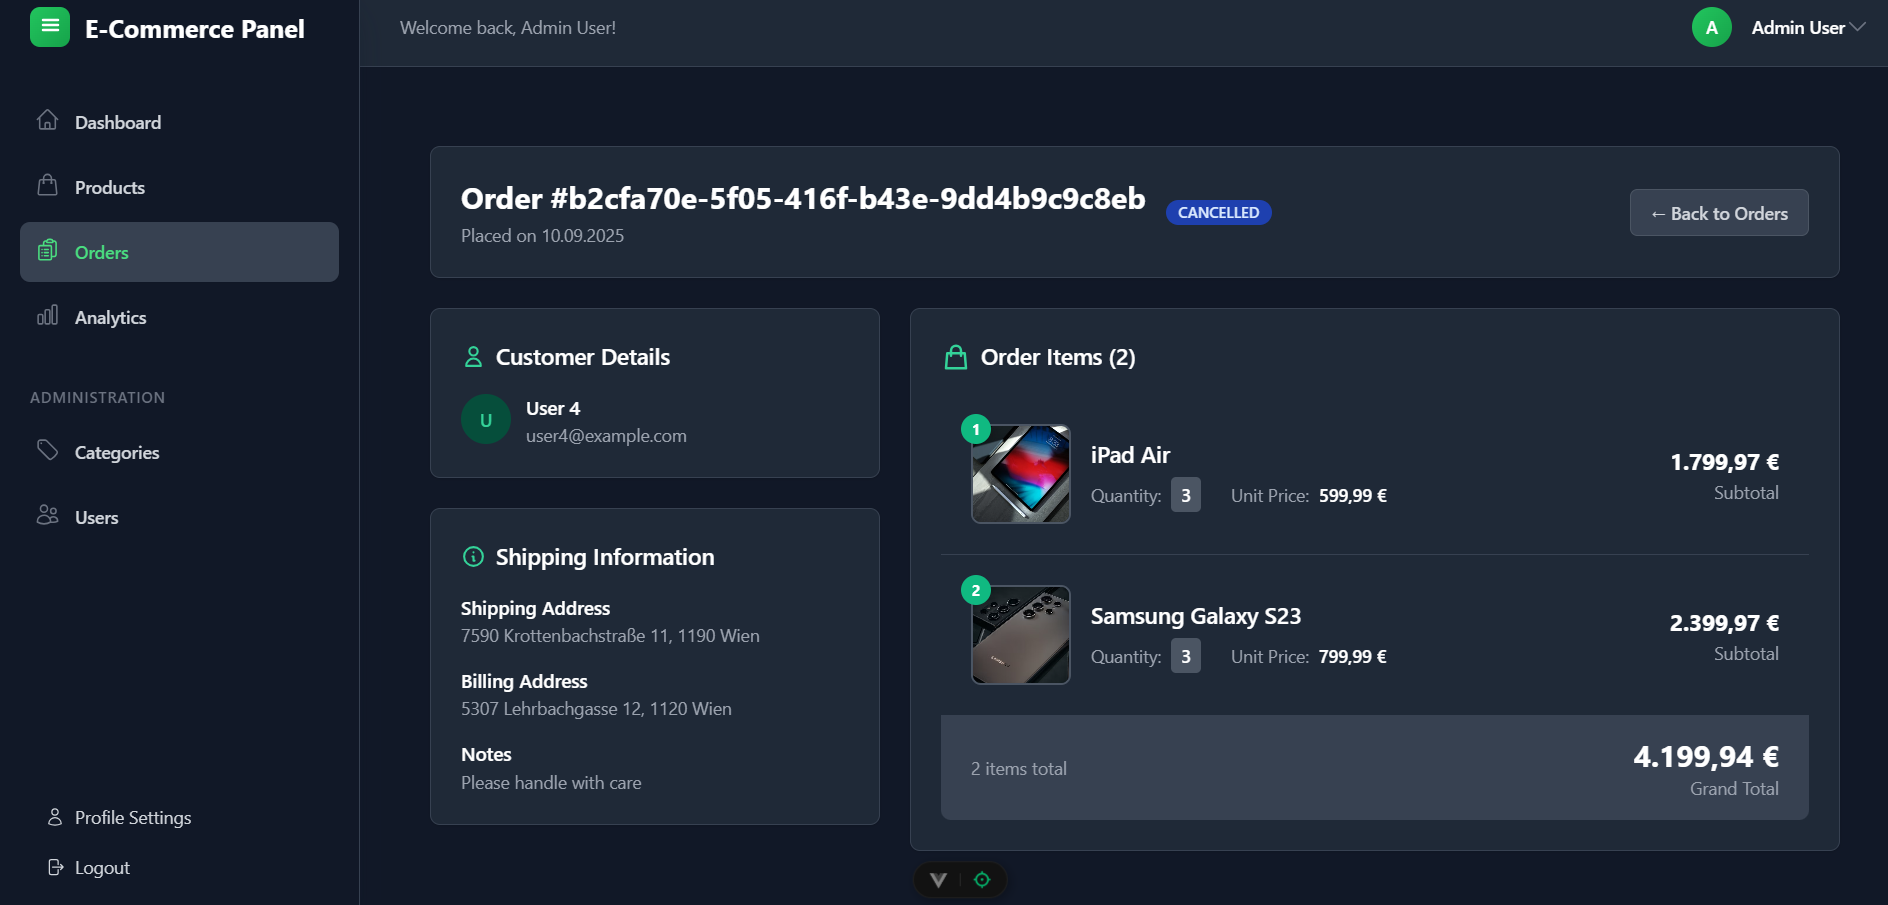 E-Commerce Panel
Welcome back, Admin User!
A
Admin User
Dashboard
Products
Orders
Analytics
ADMINISTRATION
Categories
Users
Profile Settings
Logout
Order #b2cfa70e-5f05-416f-b43e-9dd4b9c9c8eb
CANCELLED
Placed on 10.09.2025
← Back to Orders
Customer Details
U
User 4
user4@example.com
Shipping Information
Shipping Address
7590 Krottenbachstraße 11, 1190 Wien
Billing Address
5307 Lehrbachgasse 12, 1120 Wien
Notes
Please handle with care
Order Items (2)
1
iPad Air
Quantity: 3 Unit Price: 599,99 €
1.799,97 €
Subtotal
2
Samsung Galaxy S23
Quantity: 3 Unit Price: 799,99 €
2.399,97 €
Subtotal
2 items total
4.199,94 €
Grand Total